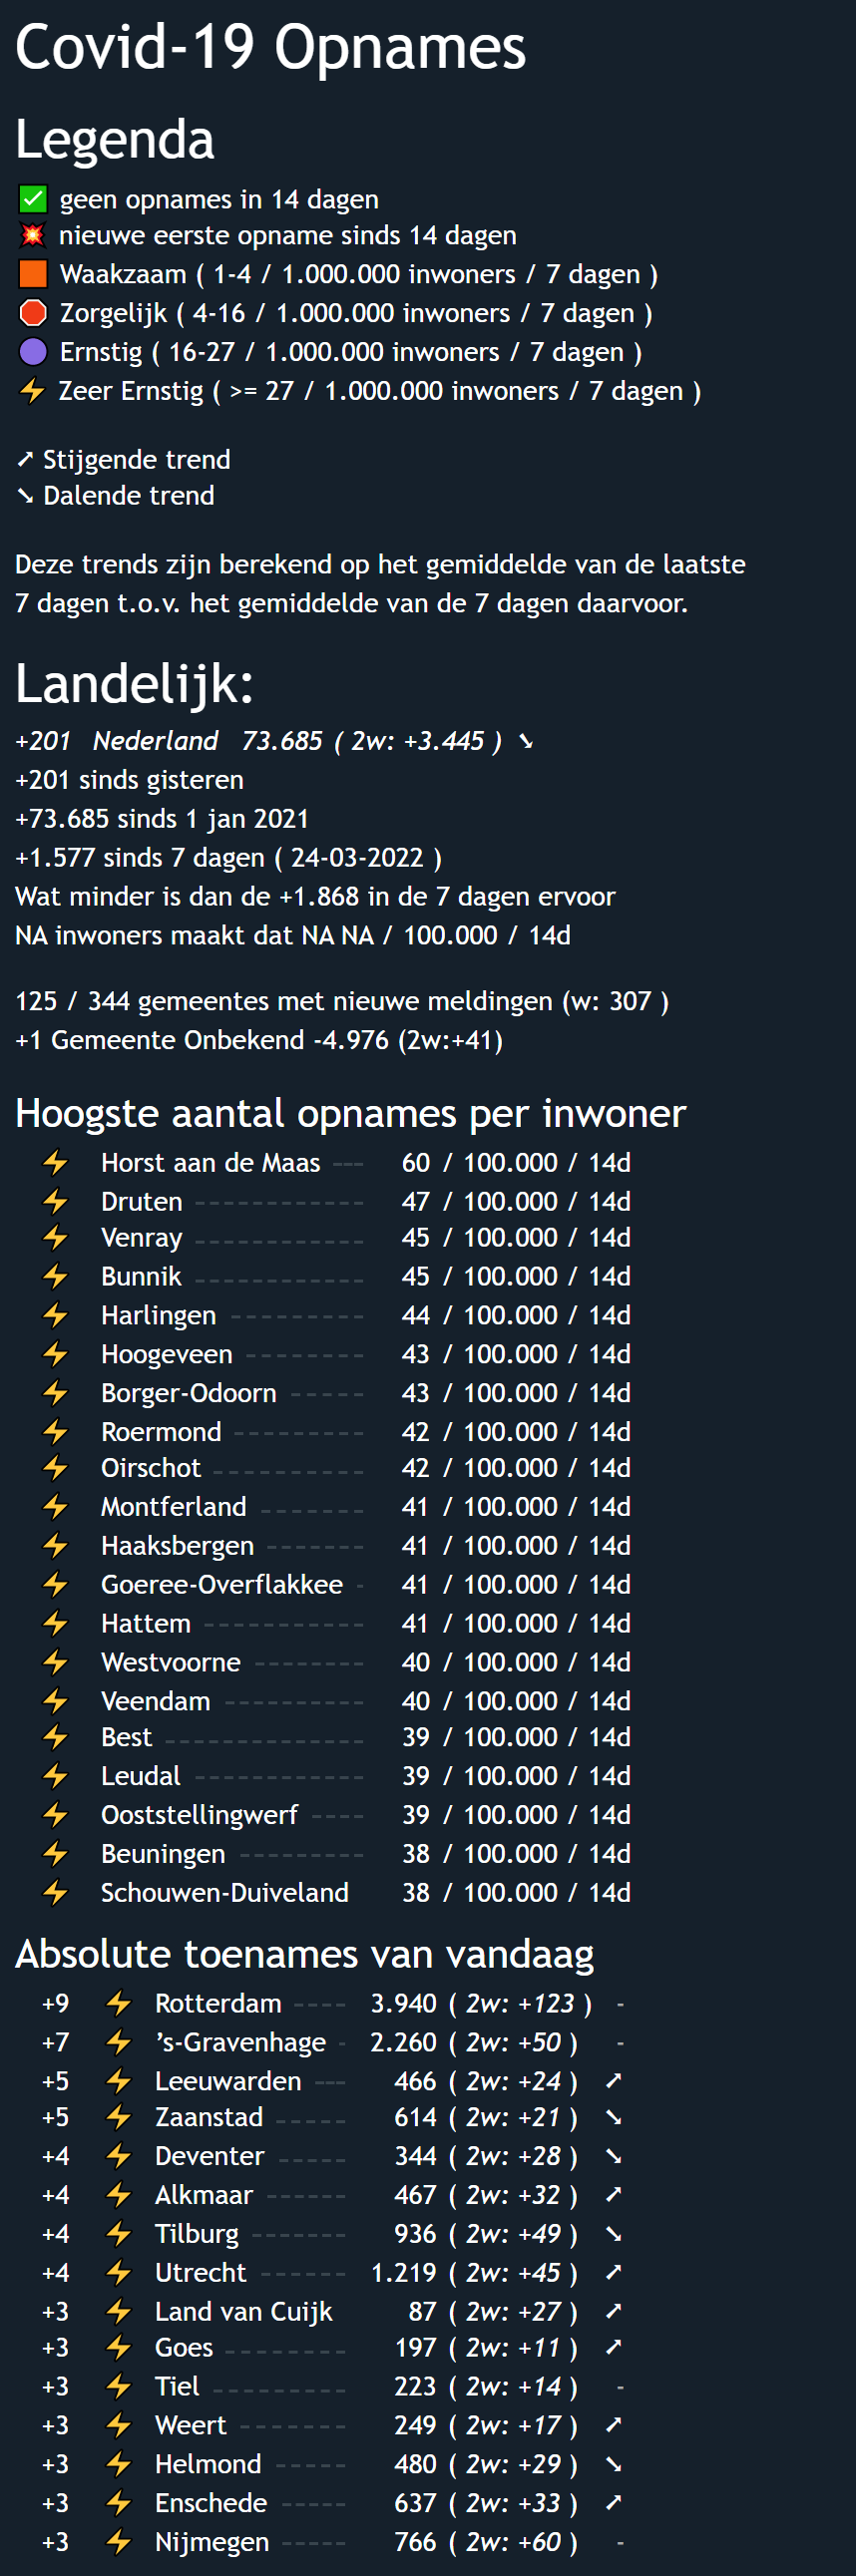 Covid-19 Opnames
Legenda
✅ geen opnames in 14 dagen
💥 nieuwe eerste opname sinds 14 dagen
🟧 Waakzaam ( 1-4 / 1.000.000 inwoners / 7 dagen )
🛑 Zorgelijk ( 4-16 / 1.000.000 inwoners / 7 dagen )
🟣 Ernstig ( 16-27 / 1.000.000 inwoners / 7 dagen )
⚡ Zeer Ernstig ( >= 27 / 1.000.000 inwoners / 7 dagen )
➚ Stijgende trend
➘ Dalende trend
Deze trends zijn berekend op het gemiddelde van de laatste
7 dagen t.o.v. het gemiddelde van de 7 dagen daarvoor.
Landelijk:
+201 Nederland 73.685 ( 2w: +3.445 ) ➘
+201 sinds gisteren
+73.685 sinds 1 jan 2021
+1.577 sinds 7 dagen ( 24-03-2022 )
Wat minder is dan de +1.868 in de 7 dagen ervoor
NA inwoners maakt dat NA NA / 100.000 / 14d
125 / 344 gemeentes met nieuwe meldingen (w: 307 )
+1 Gemeente Onbekend -4.976 (2w:+41)
Hoogste aantal opnames per inwoner
⚡ Horst aan de Maas --- 60 / 100.000 / 14d
⚡ Druten ------------ 47 / 100.000 / 14d
⚡ Venray ------------ 45 / 100.000 / 14d
⚡ Bunnik ------------ 45 / 100.000 / 14d
⚡ Harlingen --------- 44 / 100.000 / 14d
⚡ Hoogeveen -------- 43 / 100.000 / 14d
⚡ Borger-Odoorn ----- 43 / 100.000 / 14d
⚡ Roermond --------- 42 / 100.000 / 14d
⚡ Oirschot ----------- 42 / 100.000 / 14d
⚡ Montferland ------- 41 / 100.000 / 14d
⚡ Haaksbergen ------- 41 / 100.000 / 14d
⚡ Goeree-Overflakkee - 41 / 100.000 / 14d
⚡ Hattem ----------- 41 / 100.000 / 14d
⚡ Westvoorne -------- 40 / 100.000 / 14d
⚡ Veendam ---------- 40 / 100.000 / 14d
⚡ Best -------------- 39 / 100.000 / 14d
⚡ Leudal ------------ 39 / 100.000 / 14d
⚡ Ooststellingwerf ---- 39 / 100.000 / 14d
⚡ Beuningen --------- 38 / 100.000 / 14d
⚡ Schouwen-Duiveland 38 / 100.000 / 14d
Absolute toenames van vandaag
+9 ⚡ Rotterdam ---- 3.940 ( 2w: +123 ) -
+7 ⚡ ’s-Gravenhage - 2.260 ( 2w: +50 ) -
+5 ⚡ Leeuwarden --- 466 ( 2w: +24 ) ➚
+5 ⚡ Zaanstad ----- 614 ( 2w: +21 ) ➘
+4 ⚡ Deventer ----- 344 ( 2w: +28 ) ➘
+4 ⚡ Alkmaar ------ 467 ( 2w: +32 ) ➚
+4 ⚡ Tilburg ------- 936 ( 2w: +49 ) ➘
+4 ⚡ Utrecht ------ 1.219 ( 2w: +45 ) ➚
+3 ⚡ Land van Cuijk 87 ( 2w: +27 ) ➚
+3 ⚡ Goes --------- 197 ( 2w: +11 ) ➚
+3 ⚡ Tiel ---------- 223 ( 2w: +14 ) -
+3 ⚡ Weert -------- 249 ( 2w: +17 ) ➚
+3 ⚡ Helmond ----- 480 ( 2w: +29 ) ➘
+3 ⚡ Enschede ----- 637 ( 2w: +33 ) ➚
+3 ⚡ Nijmegen ----- 766 ( 2w: +60 ) -